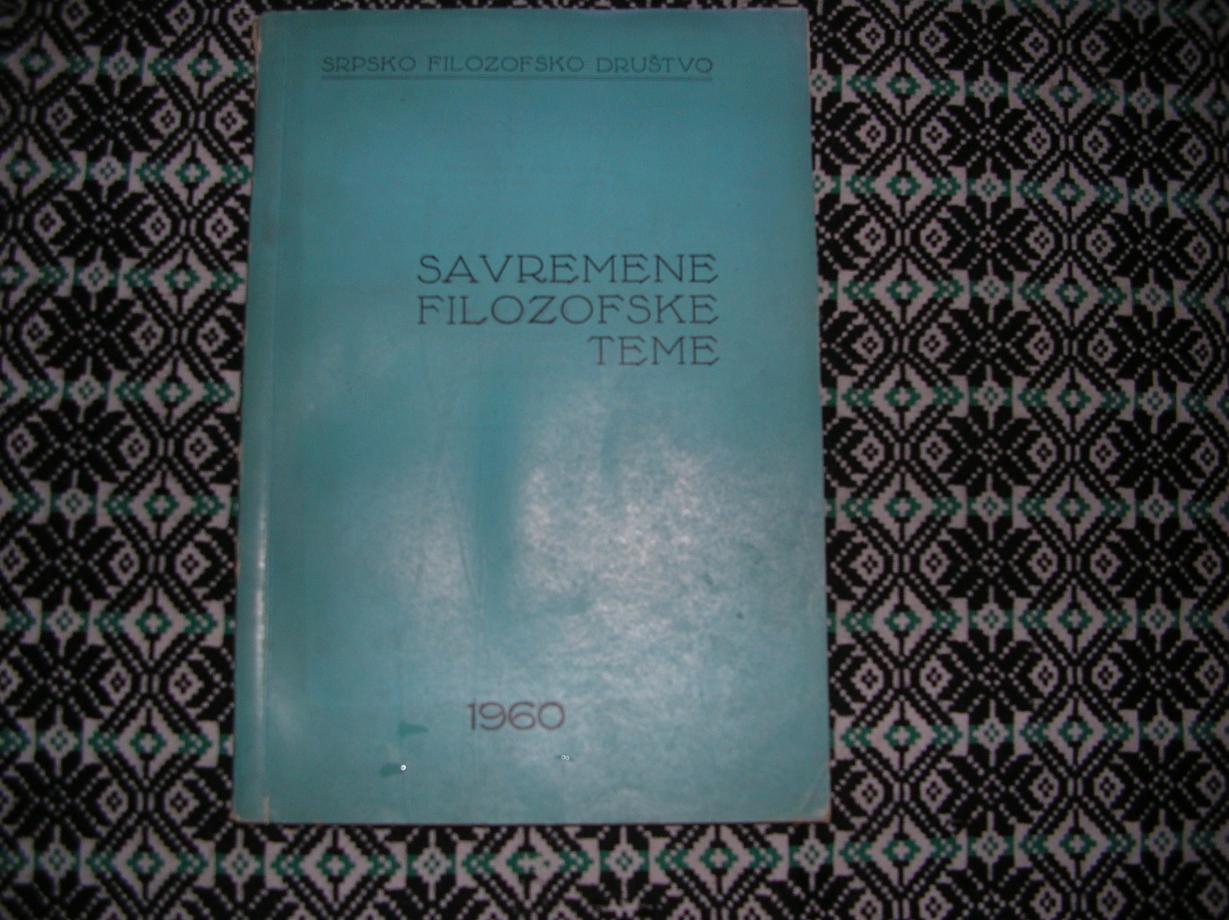 SRPSKO FILOZOFSKO DRUŠTVO
SAVREMENE
FILOZOFSKE
TEME
1960